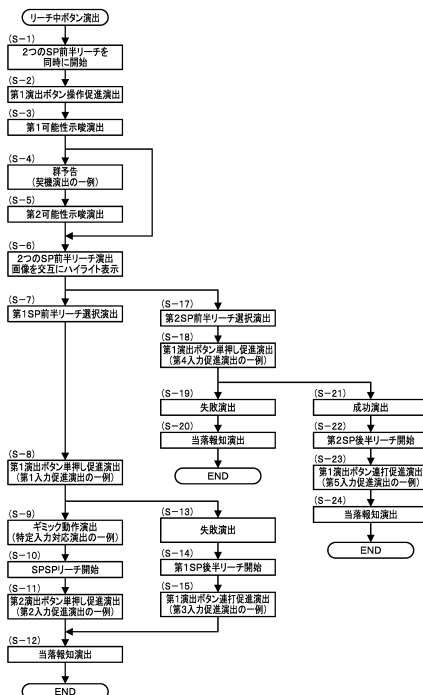 リーチ中ボタン演出
(S-1)
2つのSP前半リーチを
同時に開始
(S-2)
第1演出ボタン操作促進演出
(S-3)
第1可能性示唆演出
(S-4)
群予告
(契機演出の一例)
(S-5)
第2可能性示唆演出
(S-6)
2つのSP前半リーチ演出
画像を交互にハイライト表示
(S-7)
第1SP前半リーチ選択演出
(S-17)
第2SP前半リーチ選択演出
(S-18)
第1演出ボタン単押し促進演出
(第4入力促進演出の一例)
(S-19)
失敗演出
(S-20)
当落報知演出
END
(S-21)
成功演出
(S-22)
第2SP後半リーチ開始
(S-23)
第1演出ボタン連打促進演出
(第5入力促進演出の一例)
(S-24)
当落報知演出
END
(S-8)
第1演出ボタン単押し促進演出
(第1入力促進演出の一例)
(S-9)
ギミック動作演出
(特定入力対応演出の一例)
(S-10)
SPSPリーチ開始
(S-11)
第2演出ボタン単押し促進演出
(第2入力促進演出の一例)
(S-13)
失敗演出
(S-14)
第1SP後半リーチ開始
(S-15)
第1演出ボタン連打促進演出
(第3入力促進演出の一例)
(S-12)
当落報知演出
END